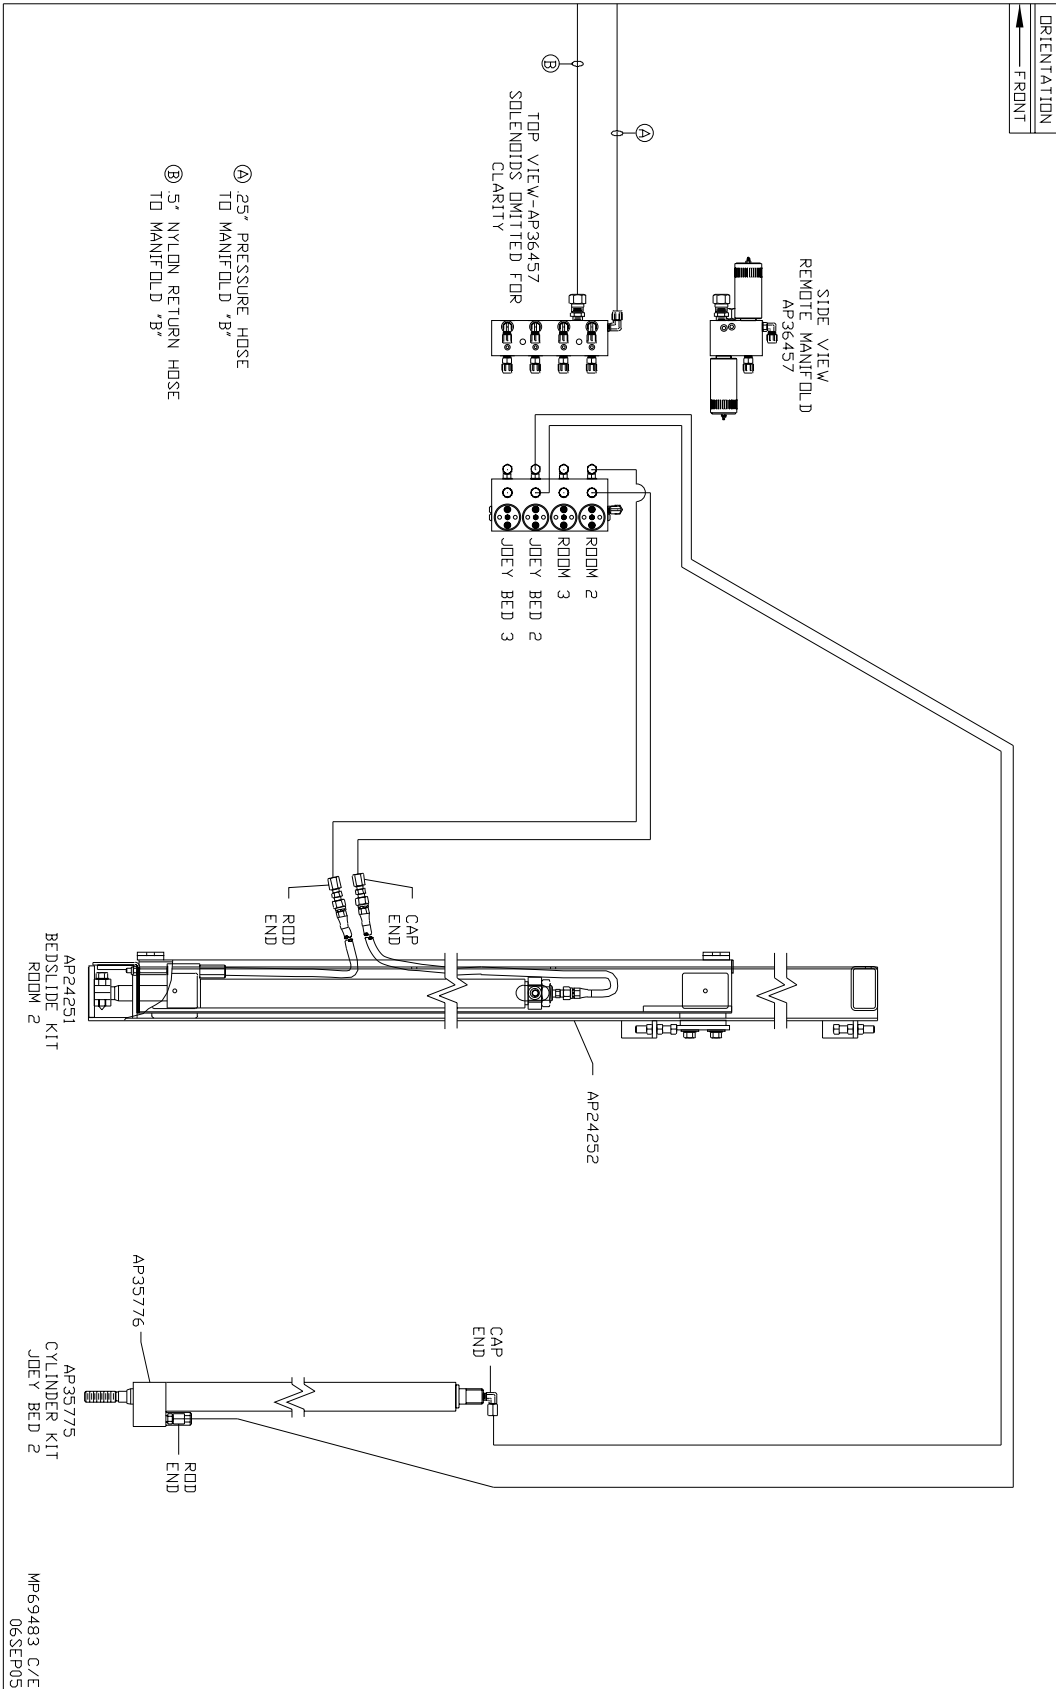 ORIENTATION
FRONT
SIDE VIEW
REMOTE MANIFOLD
AP36457
A
B
TOP VIEW-AP36457
SOLENOIDS OMITTED FOR
CLARITY
A .25" PRESSURE HOSE
TO MANIFOLD "B"
B .5" NYLON RETURN HOSE
TO MANIFOLD "B"
ROOM 2
ROOM 3
JOEY BED 2
JOEY BED 3
CAP
END
ROD
END
AP24252
AP24251
BEDSLIDE KIT
ROOM 2
CAP
END
AP35776
ROD
END
AP35775
CYLINDER KIT
JOEY BED 2
MP69483 C/E
06SEP05